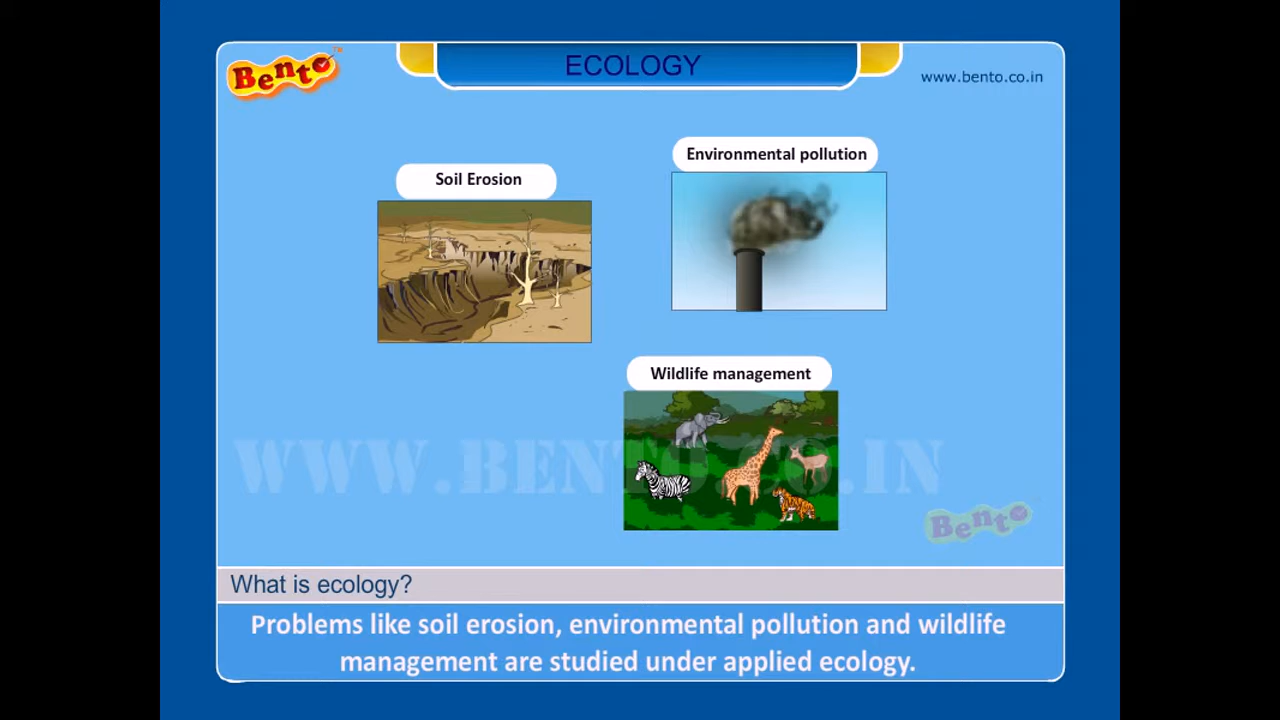 Bento™
ECOLOGY
www.bento.co.in
Environmental pollution
Soil Erosion
Wildlife management
WWW.BENTO.CO.IN
Bento
What is ecology?
Problems like soil erosion, environmental pollution and wildlife
management are studied under applied ecology.